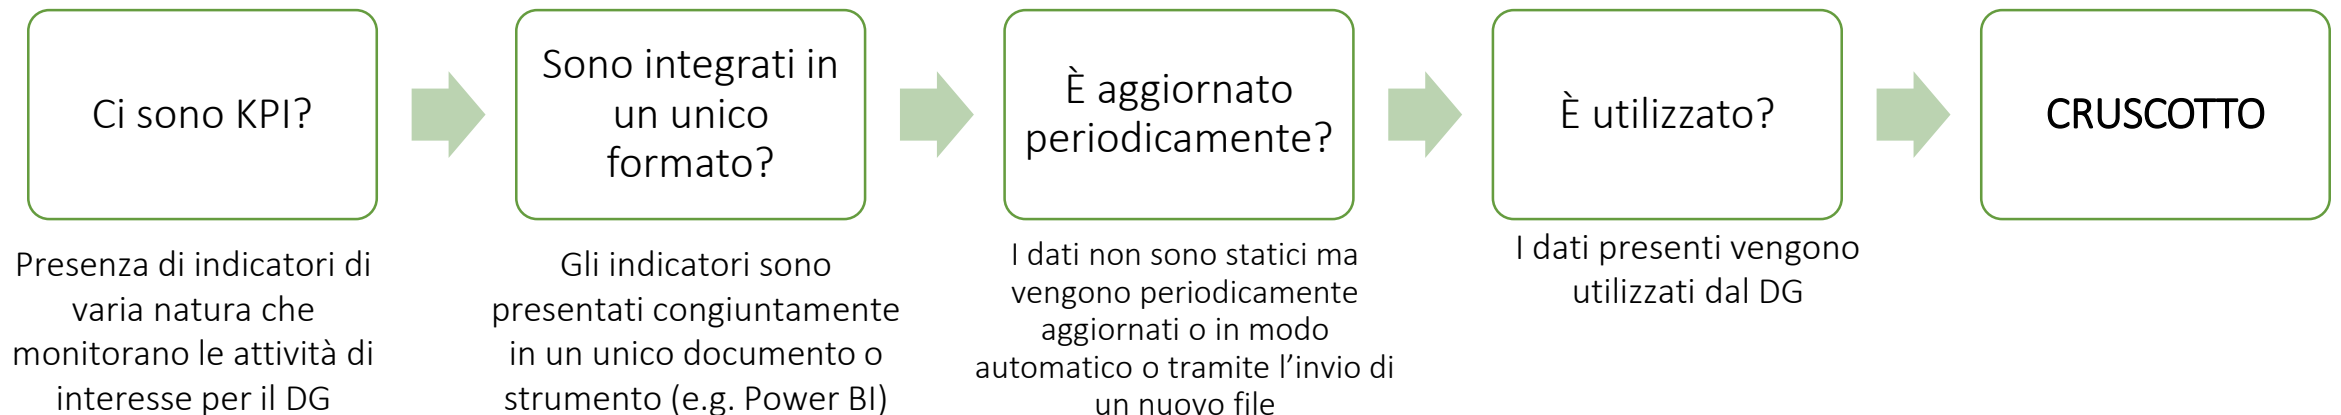 Ci sono KPI?
Presenza di indicatori di
varia natura che
monitorano le attività di
interesse per il DG
Sono integrati in
un unico
formato?
Gli indicatori sono
presentati congiuntamente
in un unico documento o
strumento (e.g. Power BI)
È aggiornato
periodicamente?
I dati non sono statici ma
vengono periodicamente
aggiornati o in modo
automatico o tramite l’invio di
un nuovo file
È utilizzato?
I dati presenti vengono
utilizzati dal DG
CRUSCOTTO